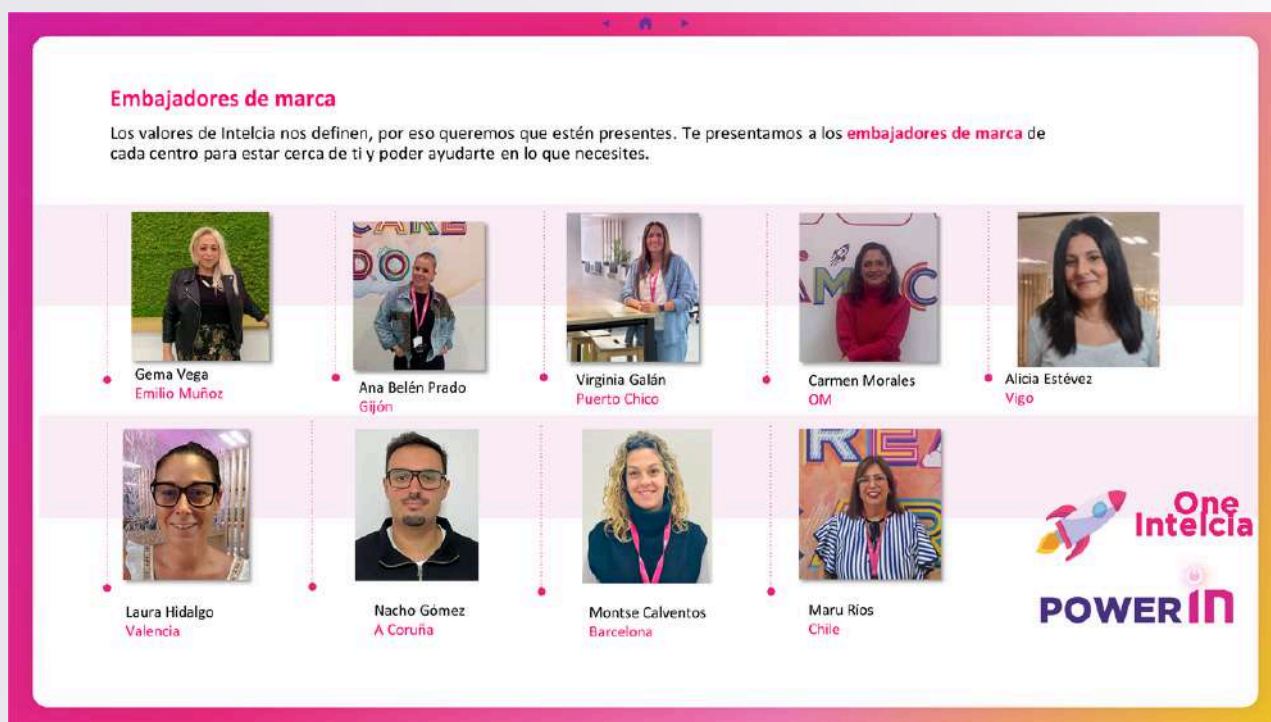 Embajadores de marca
Los valores de Intelcia nos definen, por eso queremos que estén presentes. Te presentamos a los embajadores de marca de
cada centro para estar cerca de ti y poder ayudarte en lo que necesites.
Gema Vega
Emilio Muñoz
Ana Belén Prado
Gijón
Virginia Galán
Puerto Chico
Carmen Morales
OM
Alicia Estévez
Vigo
Laura Hidalgo
Valencia
Nacho Gómez
A Coruña
Montse Calventos
Barcelona
Maru Ríos
Chile
One
Intelcia
POWER IN